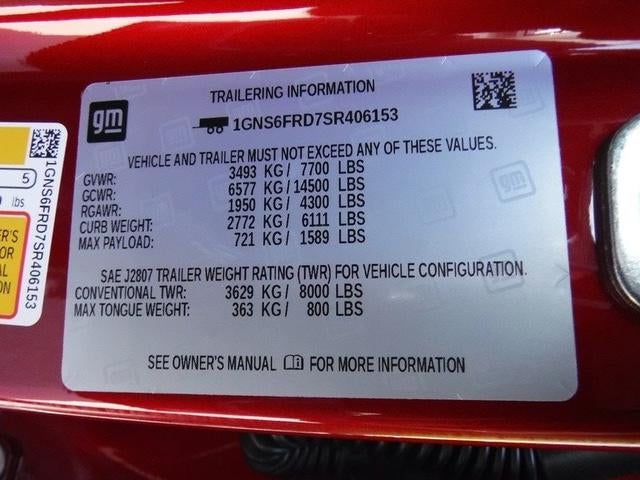 TRAILERING INFORMATION
gm
1GNS6FRD7SR406153
VEHICLE AND TRAILER MUST NOT EXCEED ANY OF THESE VALUES.
GVWR: 3493 KG / 7700 LBS
GCWR: 6577 KG / 14500 LBS
RGAWR: 1950 KG / 4300 LBS
CURB WEIGHT: 2772 KG / 6111 LBS
MAX PAYLOAD: 721 KG / 1589 LBS
SAE J2807 TRAILER WEIGHT RATING (TWR) FOR VEHICLE CONFIGURATION.
CONVENTIONAL TWR: 3629 KG / 8000 LBS
MAX TONGUE WEIGHT: 363 KG / 800 LBS
SEE OWNER'S MANUAL FOR MORE INFORMATION
gm
5
lbs
1GNS6FRD7SR406153